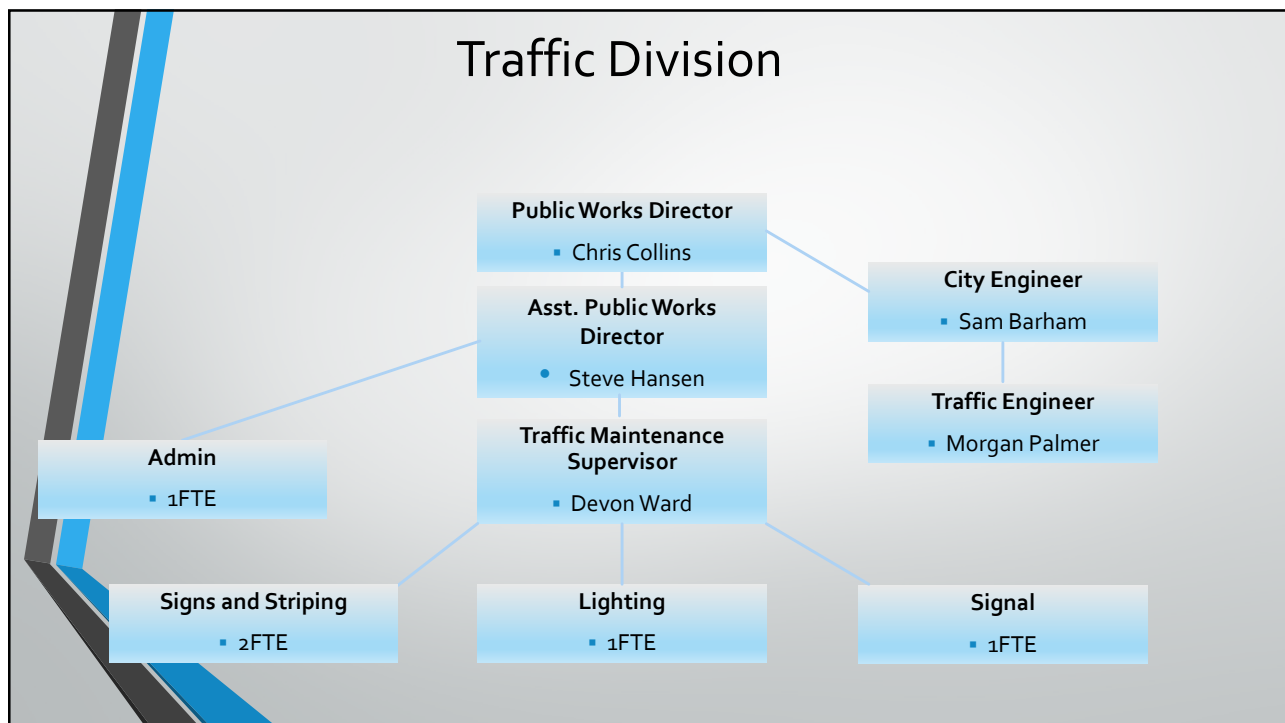 Traffic Division
Public Works Director
▪ Chris Collins
City Engineer
▪ Sam Barham
Asst. Public Works
Director
• Steve Hansen
Traffic Engineer
▪ Morgan Palmer
Traffic Maintenance
Supervisor
▪ Devon Ward
Admin
▪ 1FTE
Signs and Striping
▪ 2FTE
Lighting
▪ 1FTE
Signal
▪ 1FTE